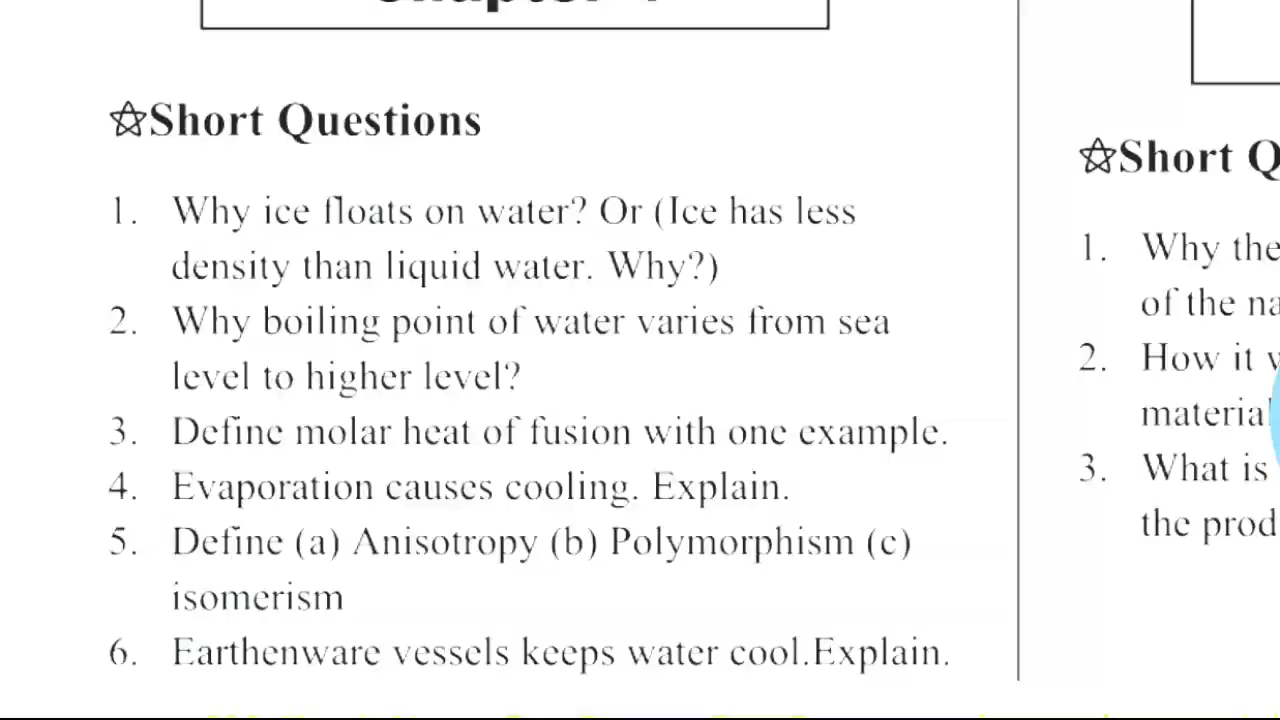 ☆Short Questions
1. Why ice floats on water? Or (Ice has less
density than liquid water. Why?)
2. Why boiling point of water varies from sea
level to higher level?
3. Define molar heat of fusion with one example.
4. Evaporation causes cooling. Explain.
5. Define (a) Anisotropy (b) Polymorphism (c)
isomerism
6. Earthenware vessels keeps water cool.Explain.
☆Short
1. Why the
of the
2. How it
material
3. What is
the